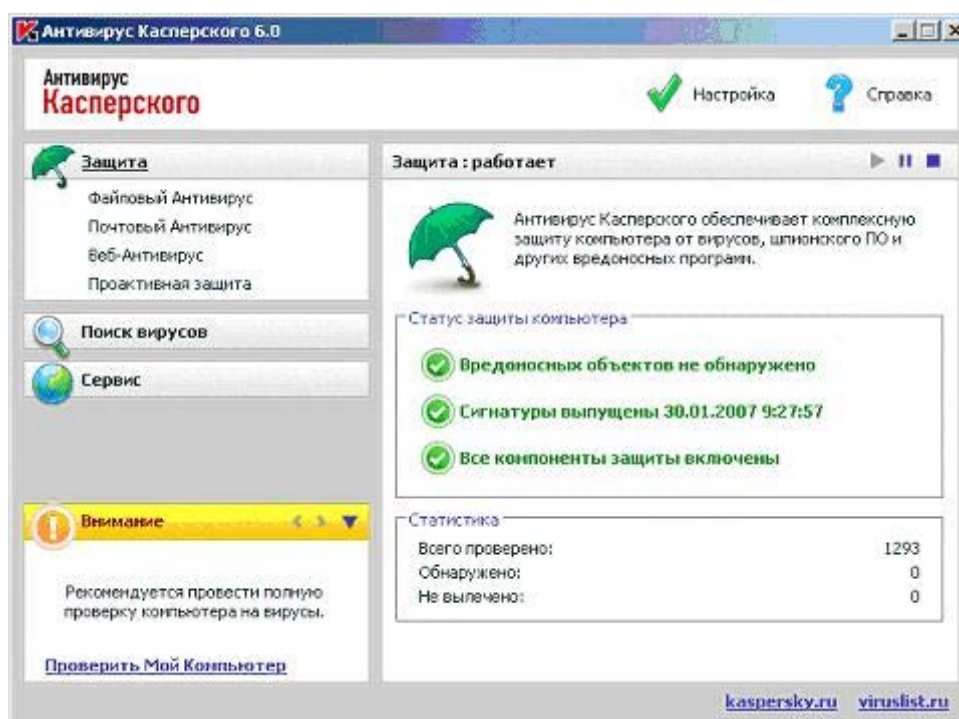 Антивирус Касперского 6.0
Антивирус
Касперского
Настройка
Справка
Защита
Файловый Антивирус
Почтовый Антивирус
Веб-Антивирус
Проактивная защита
Поиск вирусов
Сервис
Внимание
Рекомендуется провести полную
проверку компьютера на вирусы.
Проверить Мой Компьютер
Защита : работает
Антивирус Касперского обеспечивает комплексную
защиту компьютера от вирусов, шпионского ПО и
других вредоносных программ.
Статус защиты компьютера
Вредоносных объектов не обнаружено
Сигнатуры выпущены 30.01.2007 9:27:57
Все компоненты защиты включены
Статистика
Всего проверено: 1293
Обнаружено: 0
Не вылечено: 0
kaspersky.ru viruslist.ru